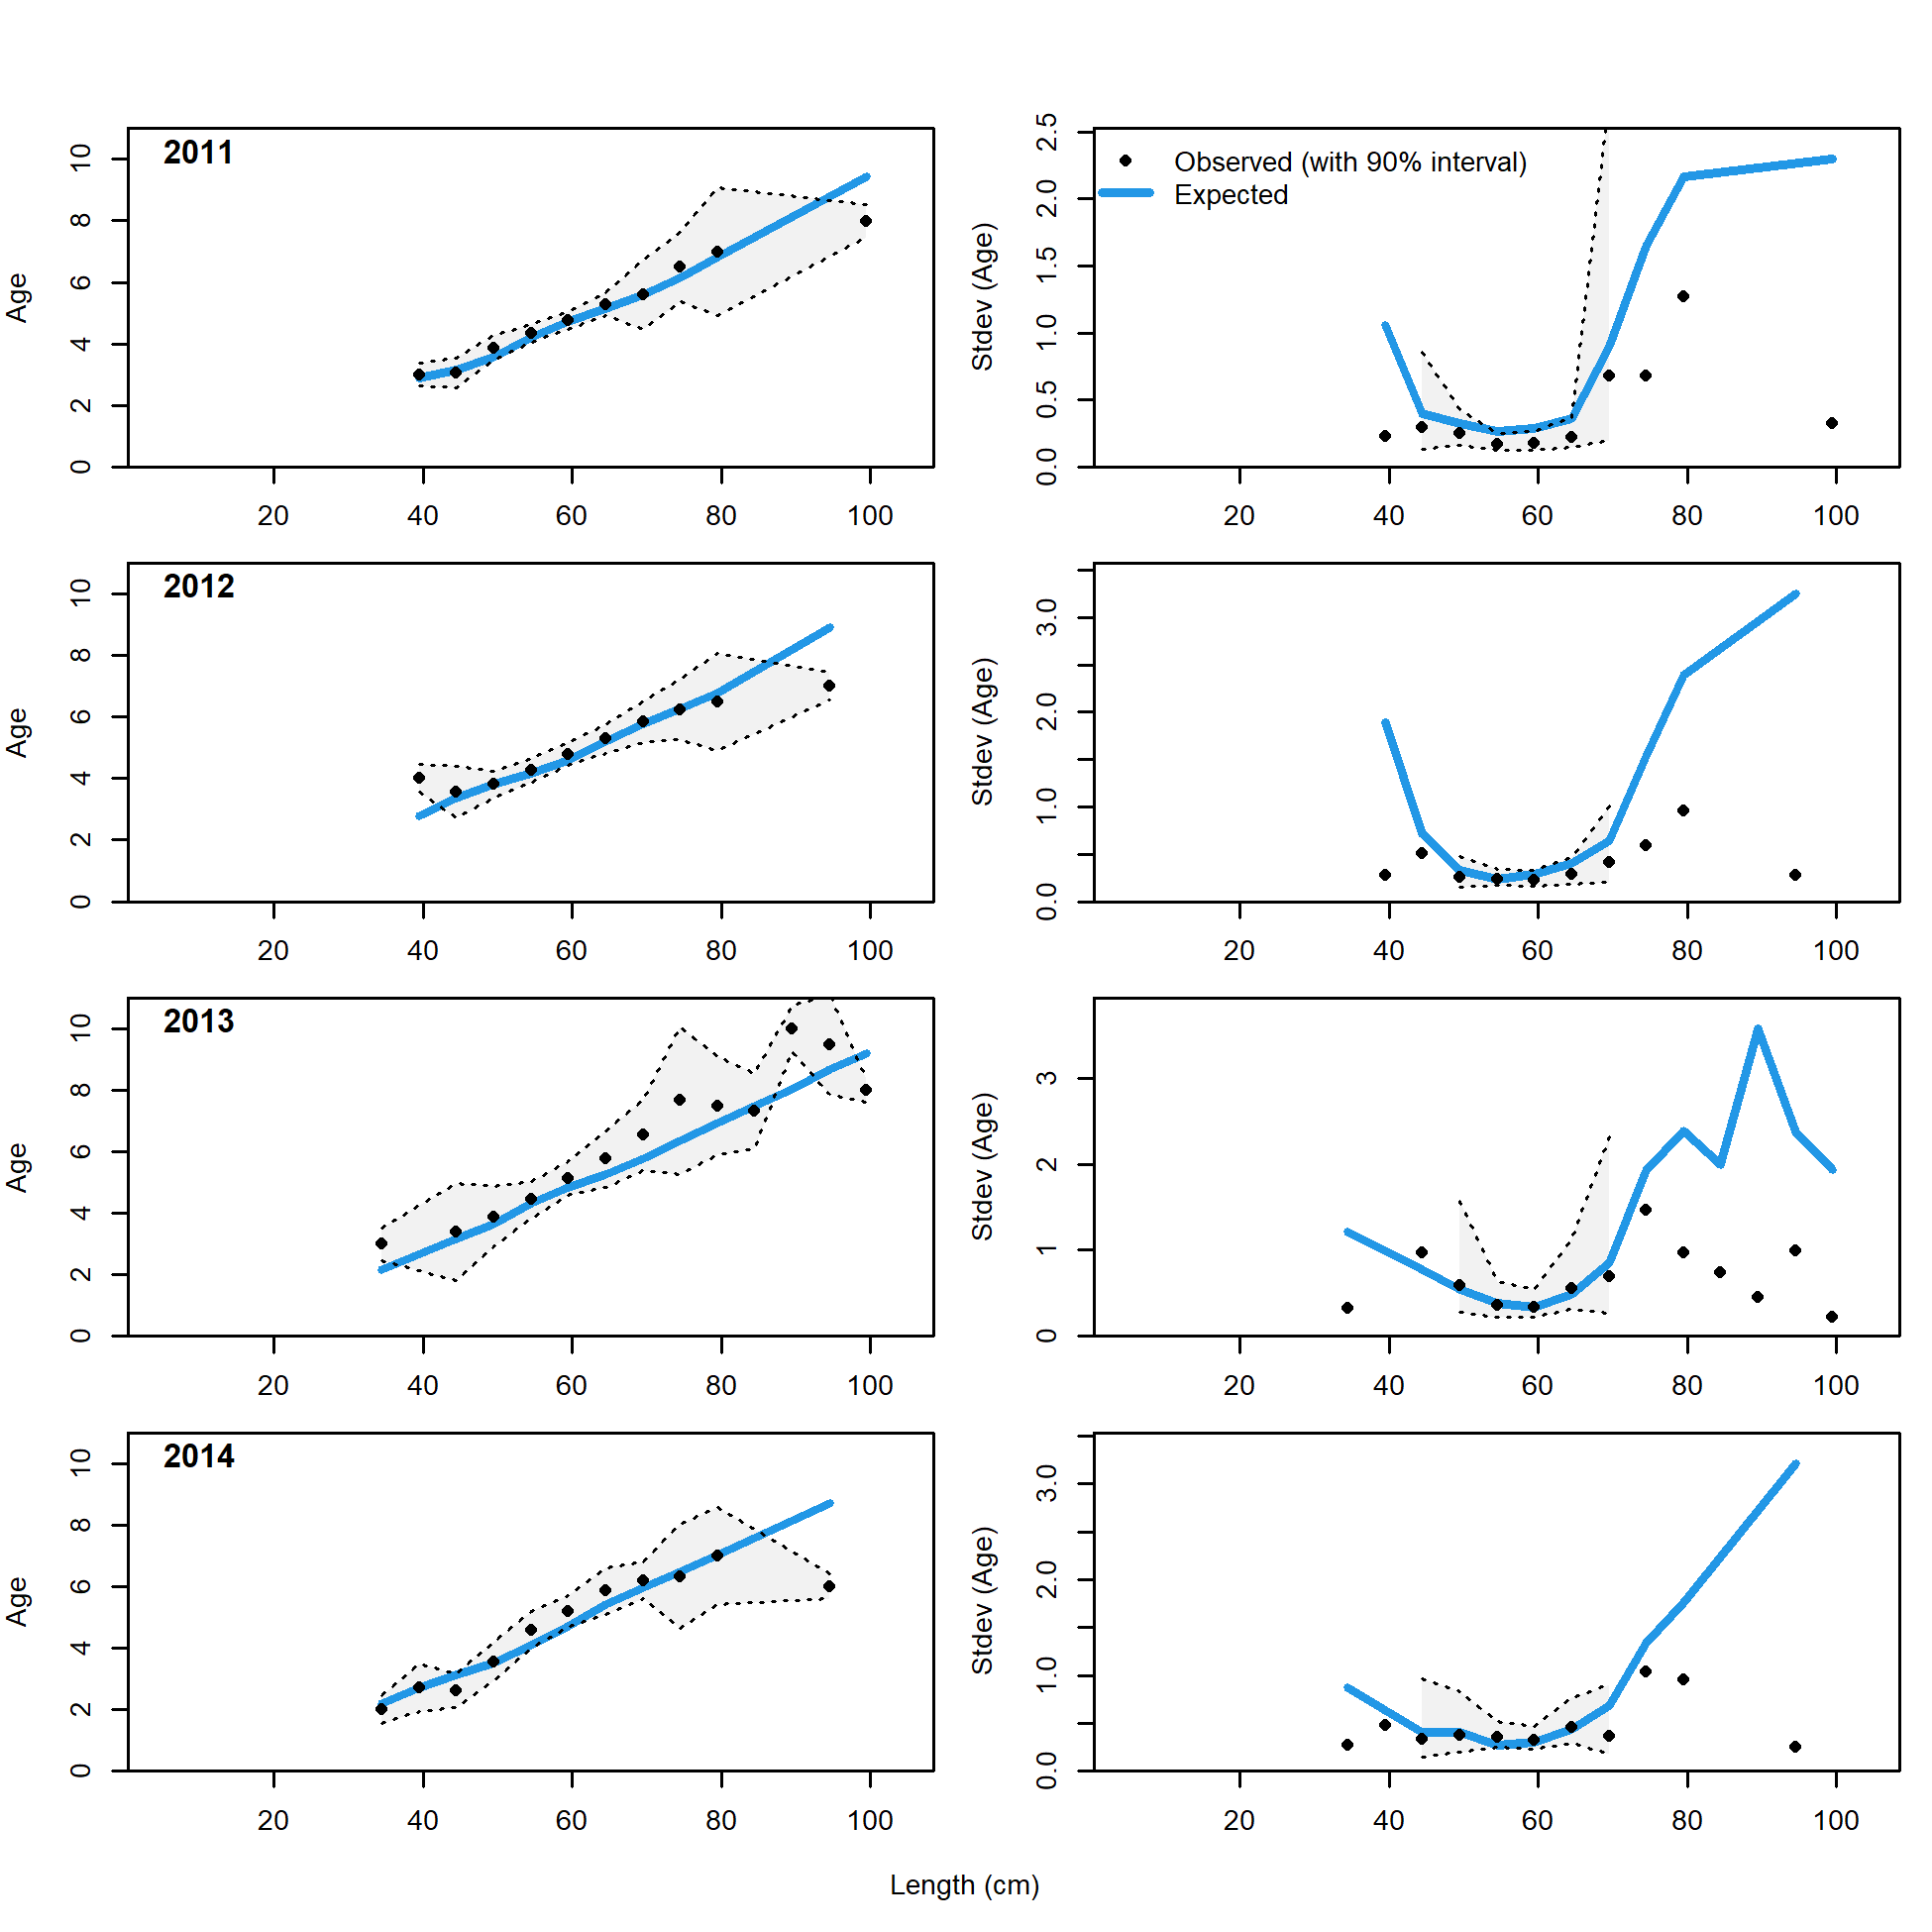 2011
Age
0 2 4 6 8 10
20 40 60 80 100
Observed (with 90% interval)
Expected
Stdev (Age)
0.0 0.5 1.0 1.5 2.0 2.5
20 40 60 80 100
2012
Age
0 2 4 6 8 10
20 40 60 80 100
Stdev (Age)
0.0 1.0 2.0 3.0
20 40 60 80 100
2013
Age
0 2 4 6 8 10
20 40 60 80 100
Stdev (Age)
0 1 2 3
20 40 60 80 100
2014
Age
0 2 4 6 8 10
20 40 60 80 100
Stdev (Age)
0.0 1.0 2.0 3.0
20 40 60 80 100
Length (cm)